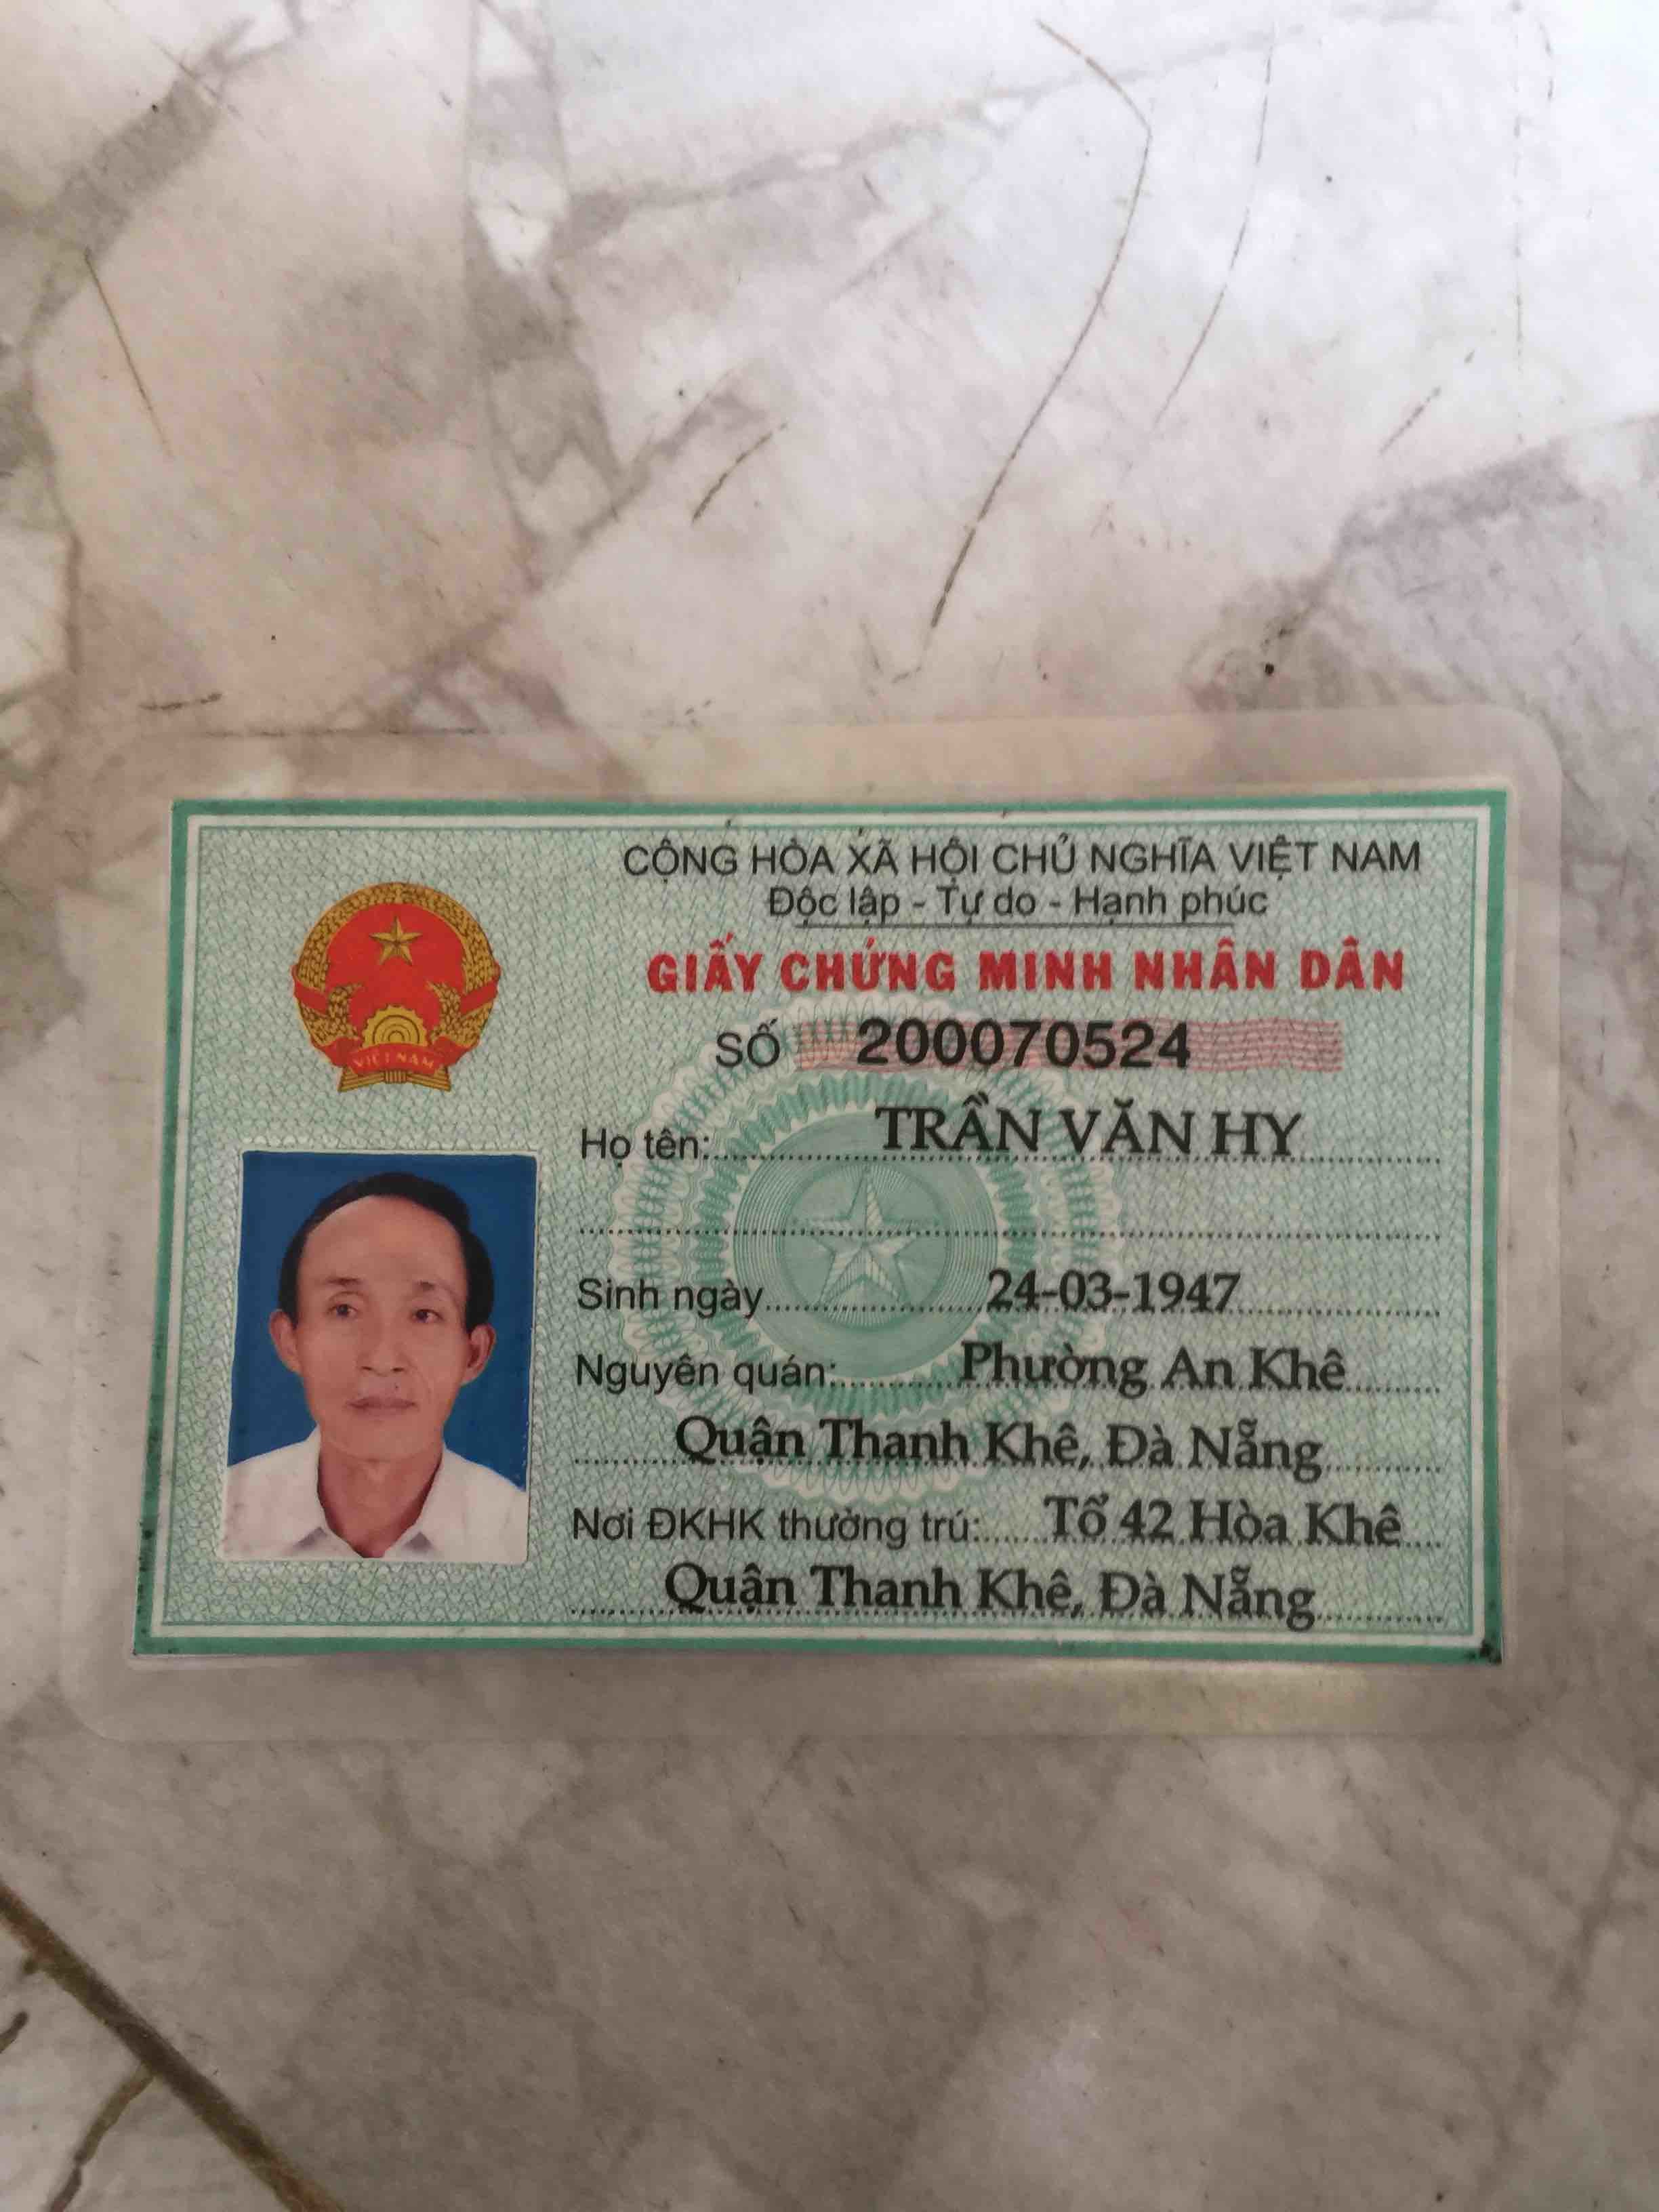 CỘNG HÒA XÃ HỘI CHỦ NGHĨA VIỆT NAM
Độc lập - Tự do - Hạnh phúc
GIẤY CHỨNG MINH NHÂN DÂN
SỐ 200070524
VIỆT NAM
Họ tên: TRẦN VĂN HY
Sinh ngày 24-03-1947
Nguyên quán: Phường An Khê
Quận Thanh Khê, Đà Nẵng
Nơi ĐKHK thường trú: Tổ 42 Hòa Khê
Quận Thanh Khê, Đà Nẵng